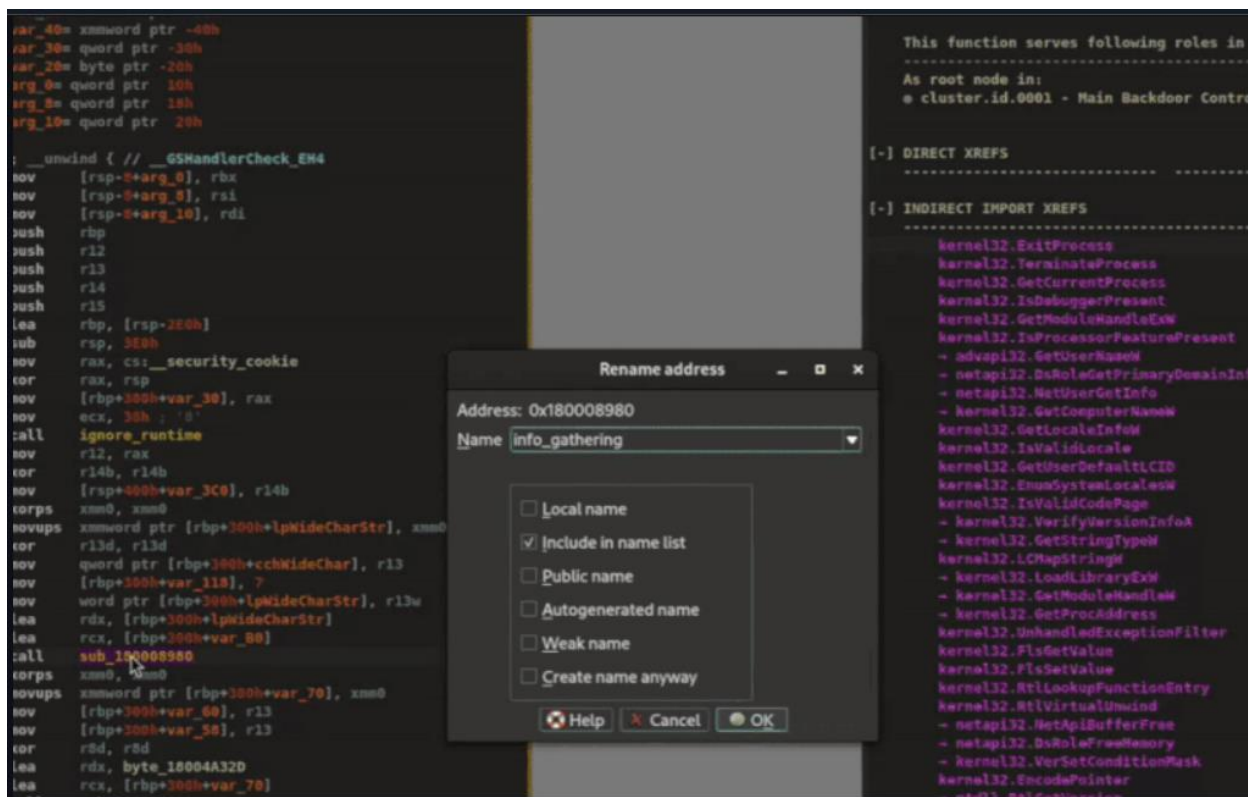 var_40= xmmword ptr -40h
var_30= qword ptr -30h
var_20= byte ptr -20h
arg_0= qword ptr  10h
arg_8= qword ptr  18h
arg_10= qword ptr  20h
; __unwind { // __GSHandlerCheck_EH4
mov [rsp-8+arg_0], rbx
mov [rsp-8+arg_8], rsi
mov [rsp-8+arg_10], rdi
push rbp
push r12
push r13
push r14
push r15
lea rbp, [rsp-2E0h]
sub rsp, 3E0h
mov rax, cs:__security_cookie
xor rax, rsp
mov [rbp+300h+var_30], rax
mov ecx, 38h ; '8'
call ignore_runtime
mov r12, rax
xor r14b, r14b
mov [rsp+400h+var_3C0], r14b
xorps xmm0, xmm0
movups xmmword ptr [rbp+300h+lpWideCharStr], xmm0
xor r13d, r13d
mov qword ptr [rbp+300h+cchWideChar], r13
mov [rbp+300h+var_118], 7
mov word ptr [rbp+300h+lpWideCharStr], r13w
lea rdx, [rbp+300h+lpWideCharStr]
lea rcx, [rbp+300h+var_B0]
call sub_180008980
xorps xmm0, xmm0
movups xmmword ptr [rbp+300h+var_70], xmm0
mov [rbp+300h+var_60], r13
mov [rbp+300h+var_58], r13
xor r8d, r8d
lea rdx, byte_18004A32D
lea rcx, [rbp+300h+var_70]
Rename address
Address: 0x180008980
Name info_gathering
Local name
Include in name list
Public name
Autogenerated name
Weak name
Create name anyway
Help Cancel OK
This function serves following roles in
As root node in:
cluster.id.0001 - Main Backdoor Contro
[-] DIRECT XREFS
[-] INDIRECT IMPORT XREFS
kernel32.ExitProcess
kernel32.TerminateProcess
kernel32.GetCurrentProcess
kernel32.IsDebuggerPresent
kernel32.GetModuleHandleExW
kernel32.IsProcessorFeaturePresent
→ advapi32.GetUserNameW
→ netapi32.DsRoleGetPrimaryDomainInf
→ netapi32.NetUserGetInfo
→ kernel32.GetComputerNameW
kernel32.GetLocaleInfoW
kernel32.IsValidLocale
kernel32.GetUserDefaultLCID
kernel32.EnumSystemLocalesW
kernel32.IsValidCodePage
→ kernel32.VerifyVersionInfoA
→ kernel32.GetStringTypeW
kernel32.LCMapStringW
→ kernel32.LoadLibraryExW
→ kernel32.GetModuleHandleW
→ kernel32.GetProcAddress
kernel32.UnhandledExceptionFilter
kernel32.FlsGetValue
kernel32.FlsSetValue
kernel32.RtlLookupFunctionEntry
kernel32.RtlVirtualUnwind
→ netapi32.NetApiBufferFree
→ netapi32.DsRoleFreeMemory
→ kernel32.VerSetConditionMask
kernel32.EncodePointer